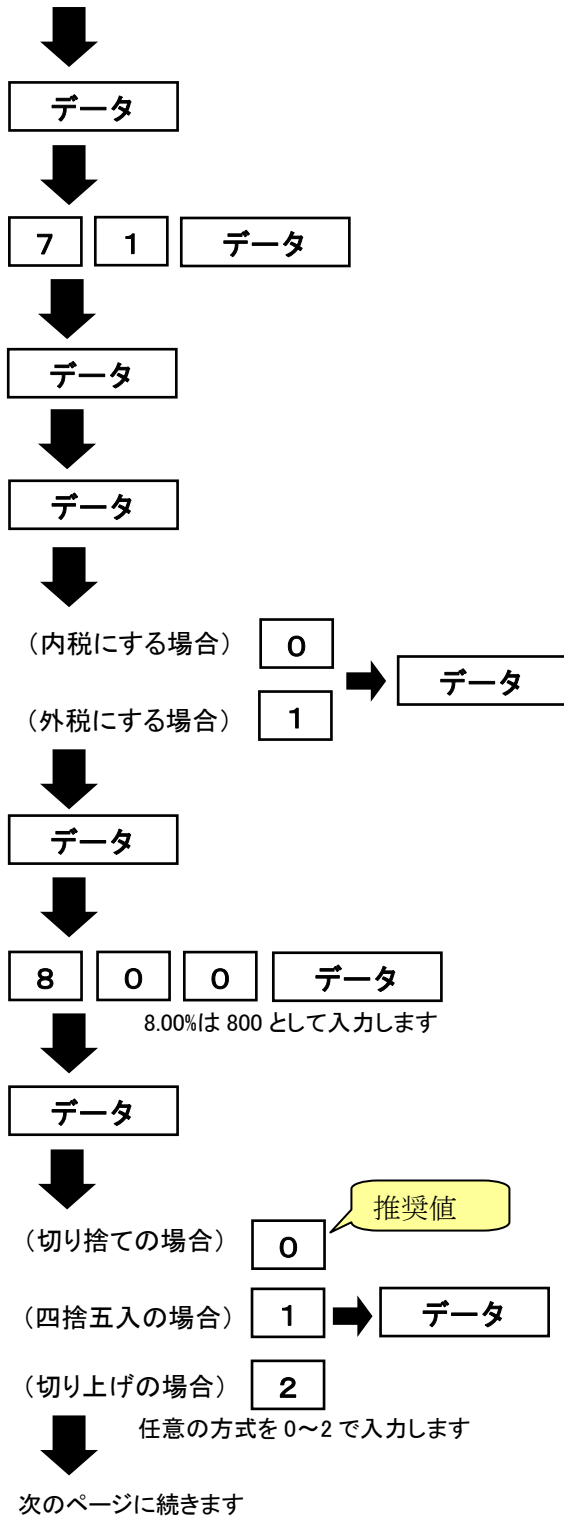 データ
７ １ データ
データ
データ
（内税にする場合） ０
データ
（外税にする場合） １
データ
８ ０ ０ データ
8.00%は 800 として入力します
データ
推奨値
（切り捨ての場合） ０
（四捨五入の場合） １ データ
（切り上げの場合） ２
任意の方式を 0～2 で入力します
次のページに続きます